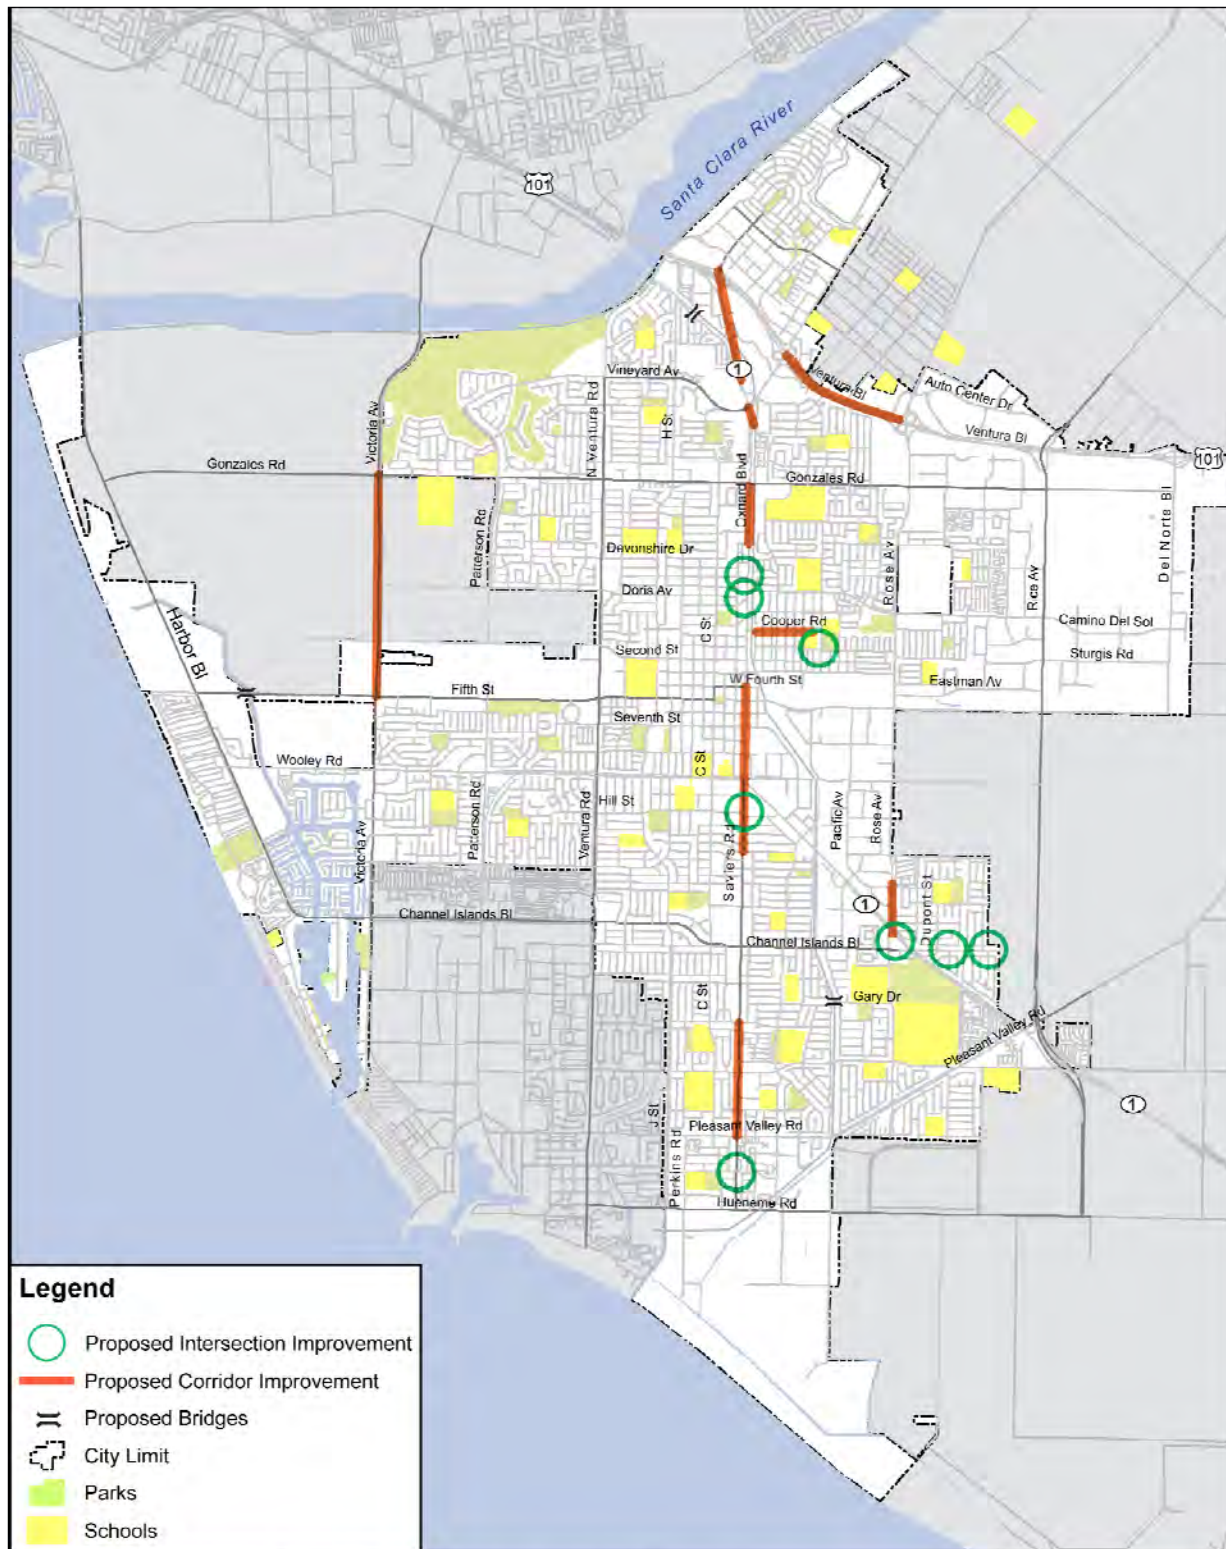 Santa Clara River
101
Vineyard Av
1
Ventura Bl
Auto Center Dr
Ventura Bl
101
N Ventura Rd
H St
Victoria Av
Gonzales Rd
Oxnard Blvd
Gonzales Rd
Del Norte Bl
Patterson Rd
Devonshire Dr
Rose Av
Rice Av
Doris Av
C St
Cooper Rd
Camino Del Sol
Harbor Bl
Second St
Sturgis Rd
W Fourth St
Eastman Av
Fifth St
Seventh St
Wooley Rd
C St
Hill St
Patterson Rd
Ventura Rd
Victoria Av
Saviers Rd
Pacific Av
Rose Av
Dupont St
1
Channel Islands Bl
Channel Islands Bl
C St
Gary Dr
Pleasant Valley Rd
J St
1
Pleasant Valley Rd
Perkins Rd
Hueneme Rd
Legend
Proposed Intersection Improvement
Proposed Corridor Improvement
Proposed Bridges
City Limit
Parks
Schools